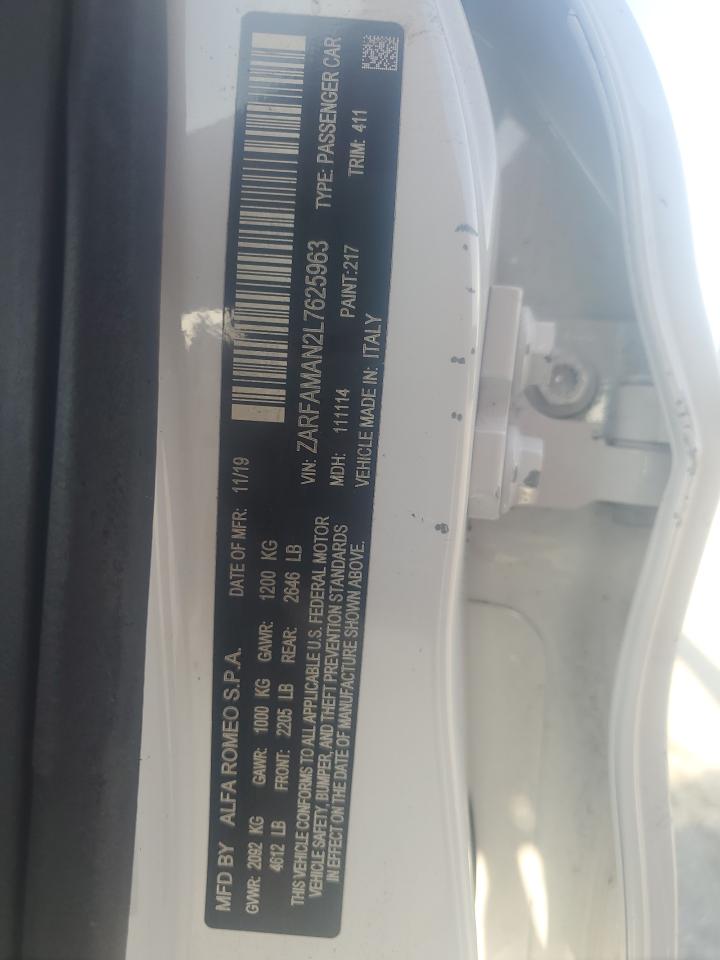 MFD BY ALFA ROMEO S.P.A. DATE OF MFR: 11/19
GVWR: 2092 KG GAWR: 1000 KG GAWR: 1200 KG
4612 LB FRONT: 2205 LB REAR: 2646 LB
THIS VEHICLE CONFORMS TO ALL APPLICABLE U.S. FEDERAL MOTOR
VEHICLE SAFETY, BUMPER, AND THEFT PREVENTION STANDARDS
IN EFFECT ON THE DATE OF MANUFACTURE SHOWN ABOVE.
VIN: ZARFAMAN2L7625963 TYPE: PASSENGER CAR
MDH: 111114 PAINT:217 TRIM: 411
VEHICLE MADE IN: ITALY